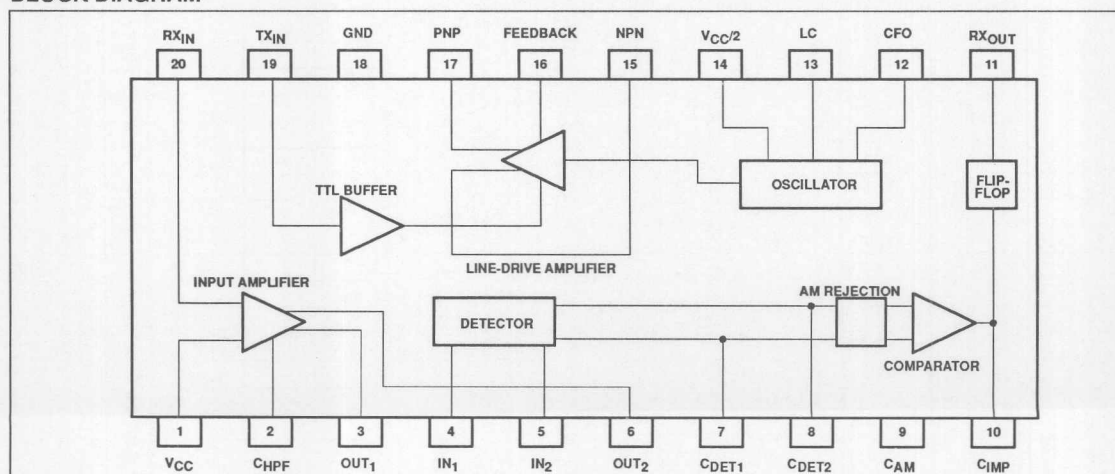 BLOCK DIAGRAM
RXIN TXIN GND PNP FEEDBACK NPN VCC/2 LC CFO RXOUT
20 19 18 17 16 15 14 13 12 11
OSCILLATOR
FLIP-
FLOP
TTL BUFFER
LINE-DRIVE AMPLIFIER
INPUT AMPLIFIER
DETECTOR
AM REJECTION
COMPARATOR
1 2 3 4 5 6 7 8 9 10
VCC CHPF OUT1 IN1 IN2 OUT2 CDET1 CDET2 CAM CIMP